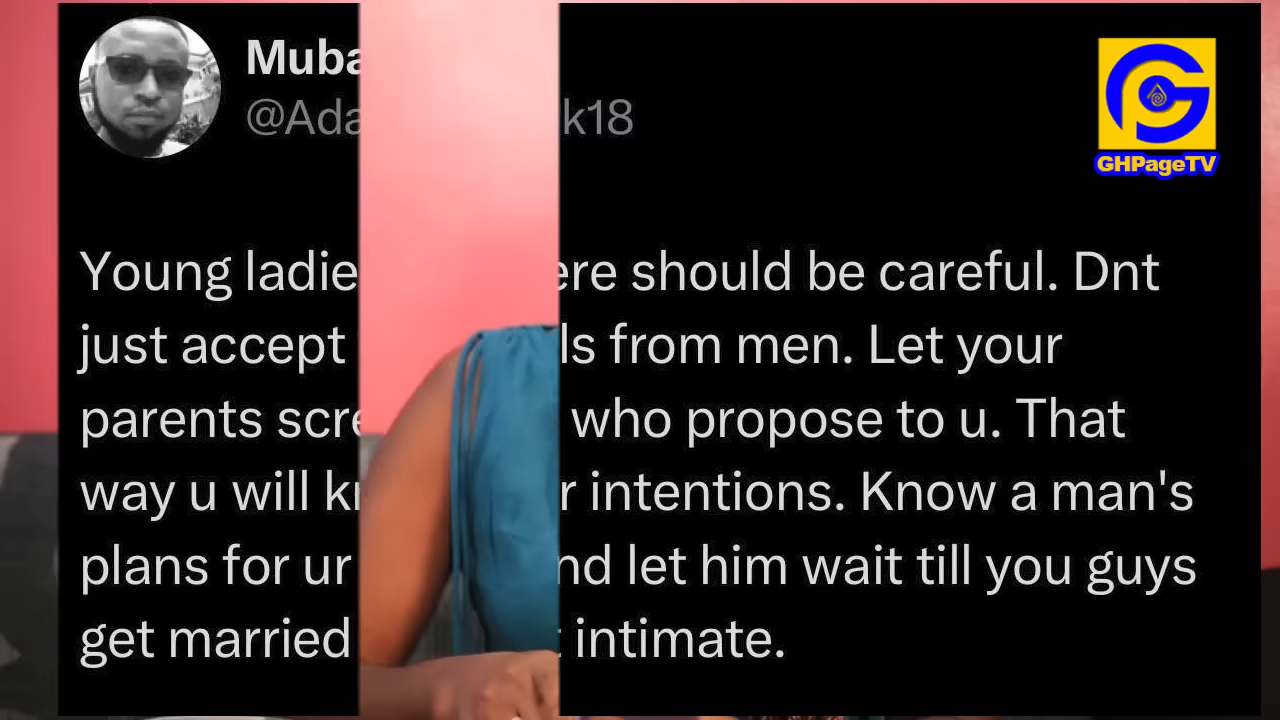 Muba
@Ada k18
GHPageTV
Young ladie ere should be careful. Dnt
just accept ls from men. Let your
parents scre who propose to u. That
way u will kn r intentions. Know a man's
plans for ur nd let him wait till you guys
get married intimate.